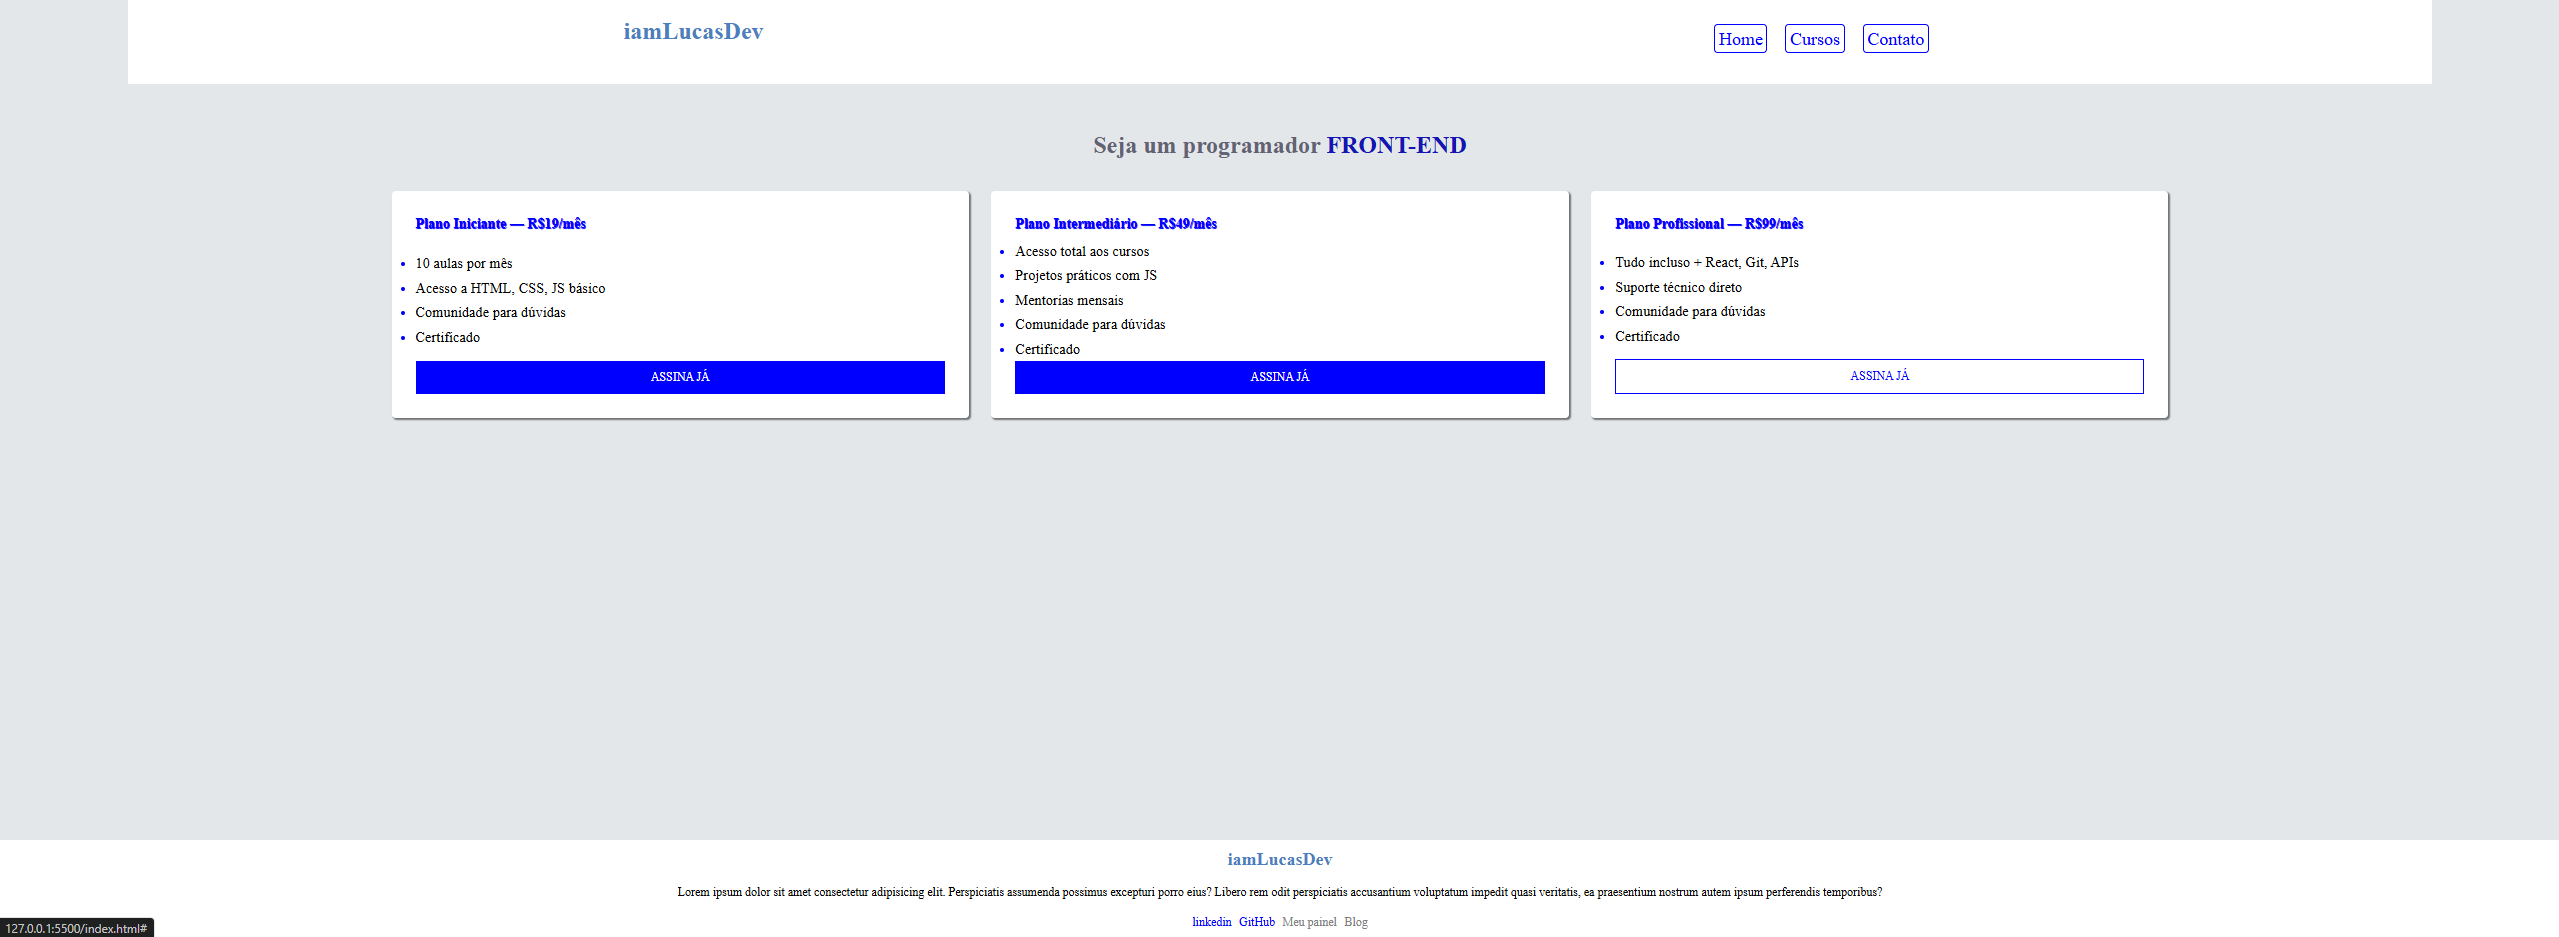 iamLucasDev
Home Cursos Contato
Seja um programador FRONT-END
Plano Iniciante — R$19/mês
10 aulas por mês
Acesso a HTML, CSS, JS básico
Comunidade para dúvidas
Certificado
ASSINA JÁ
Plano Intermediário — R$49/mês
Acesso total aos cursos
Projetos práticos com JS
Mentorias mensais
Comunidade para dúvidas
Certificado
ASSINA JÁ
Plano Profissional — R$99/mês
Tudo incluso + React, Git, APIs
Suporte técnico direto
Comunidade para dúvidas
Certificado
ASSINA JÁ
iamLucasDev
Lorem ipsum dolor sit amet consectetur adipisicing elit. Perspiciatis assumenda possimus excepturi porro eius? Libero rem odit perspiciatis accusantium voluptatum impedit quasi veritatis, ea praesentium nostrum autem ipsum perferendis temporibus?
linkedin GitHub Meu painel Blog
127.0.0.1:5500/index.html#